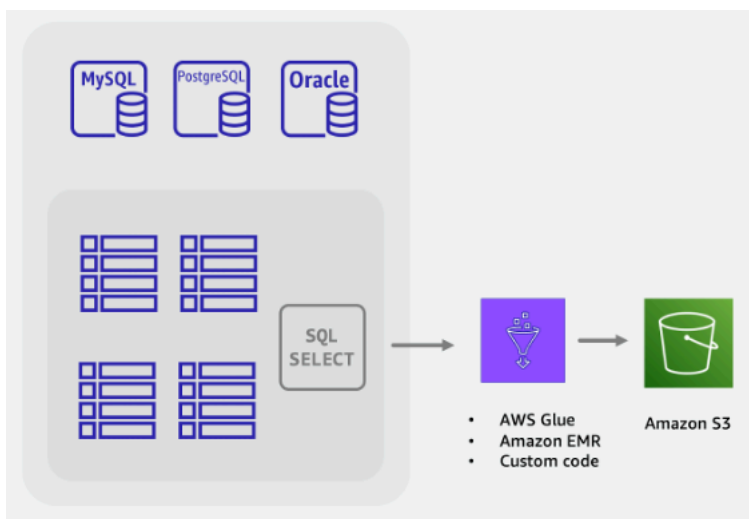 MySQL
PostgreSQL
Oracle
SQL
SELECT
• AWS Glue
• Amazon EMR
• Custom code
Amazon S3